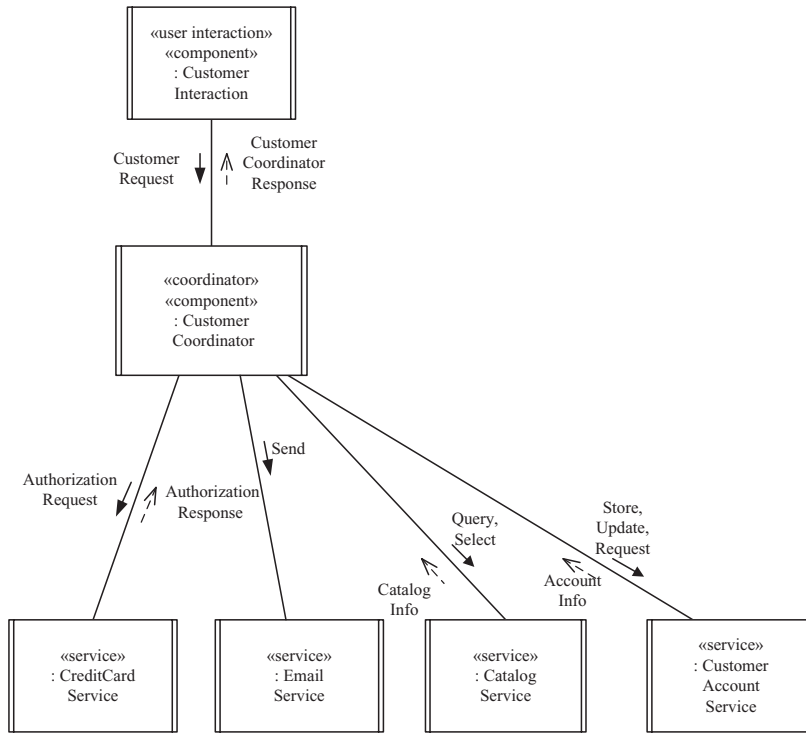 «user interaction»
«component»
: Customer
Interaction
Customer
Request
Customer
Coordinator
Response
«coordinator»
«component»
: Customer
Coordinator
Authorization
Request
Authorization
Response
Send
Query,
Select
Catalog
Info
Store,
Update,
Request
Account
Info
«service»
: CreditCard
Service
«service»
: Email
Service
«service»
: Catalog
Service
«service»
: Customer
Account
Service